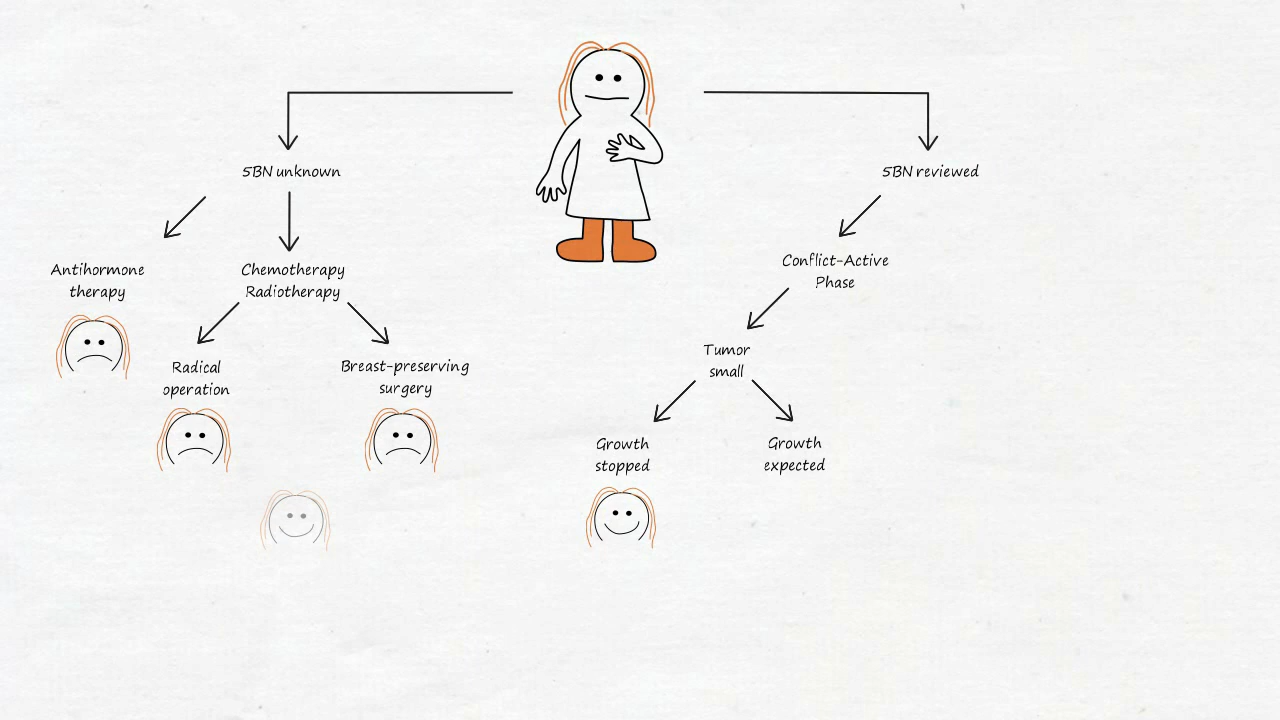 5BN unknown
5BN reviewed
Antihormone
therapy
Chemotherapy
Radiotherapy
Conflict-Active
Phase
Radical
operation
Breast-preserving
surgery
Tumor
small
Growth
stopped
Growth
expected